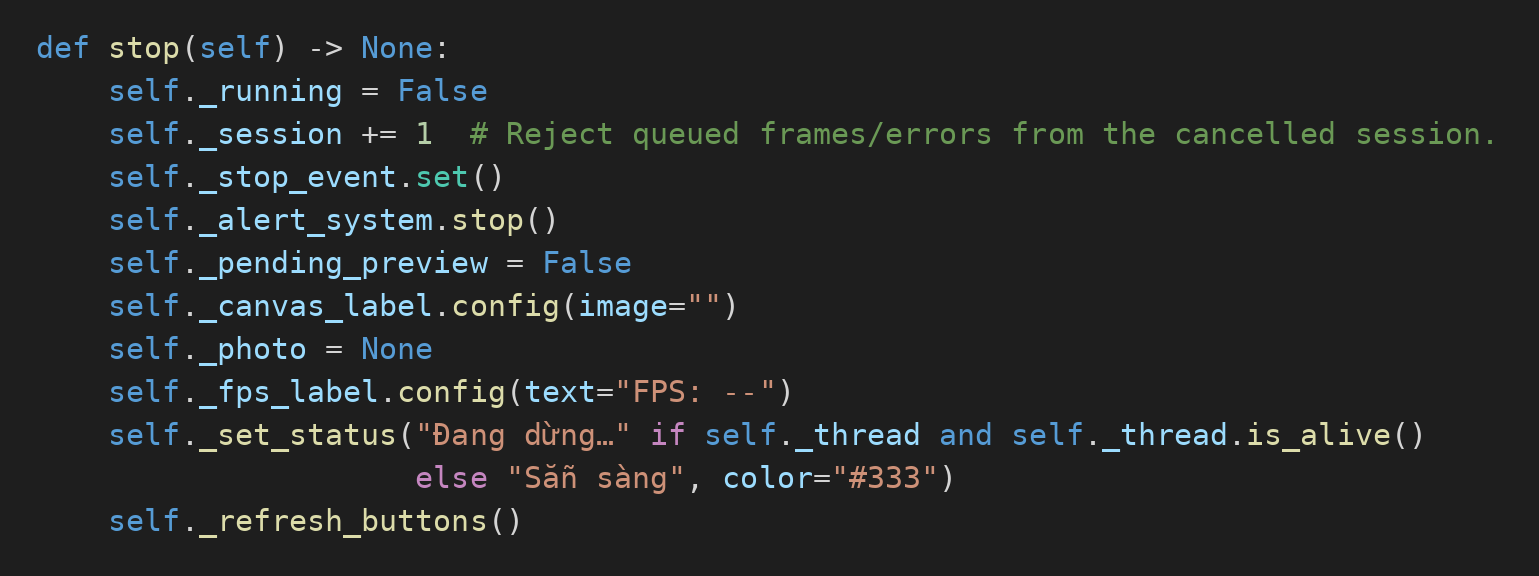 def stop(self) -> None:
    self._running = False
    self._session += 1  # Reject queued frames/errors from the cancelled session.
    self._stop_event.set()
    self._alert_system.stop()
    self._pending_preview = False
    self._canvas_label.config(image="")
    self._photo = None
    self._fps_label.config(text="FPS: --")
    self._set_status("Đang dừng…" if self._thread and self._thread.is_alive()
                     else "Sẵn sàng", color="#333")
    self._refresh_buttons()